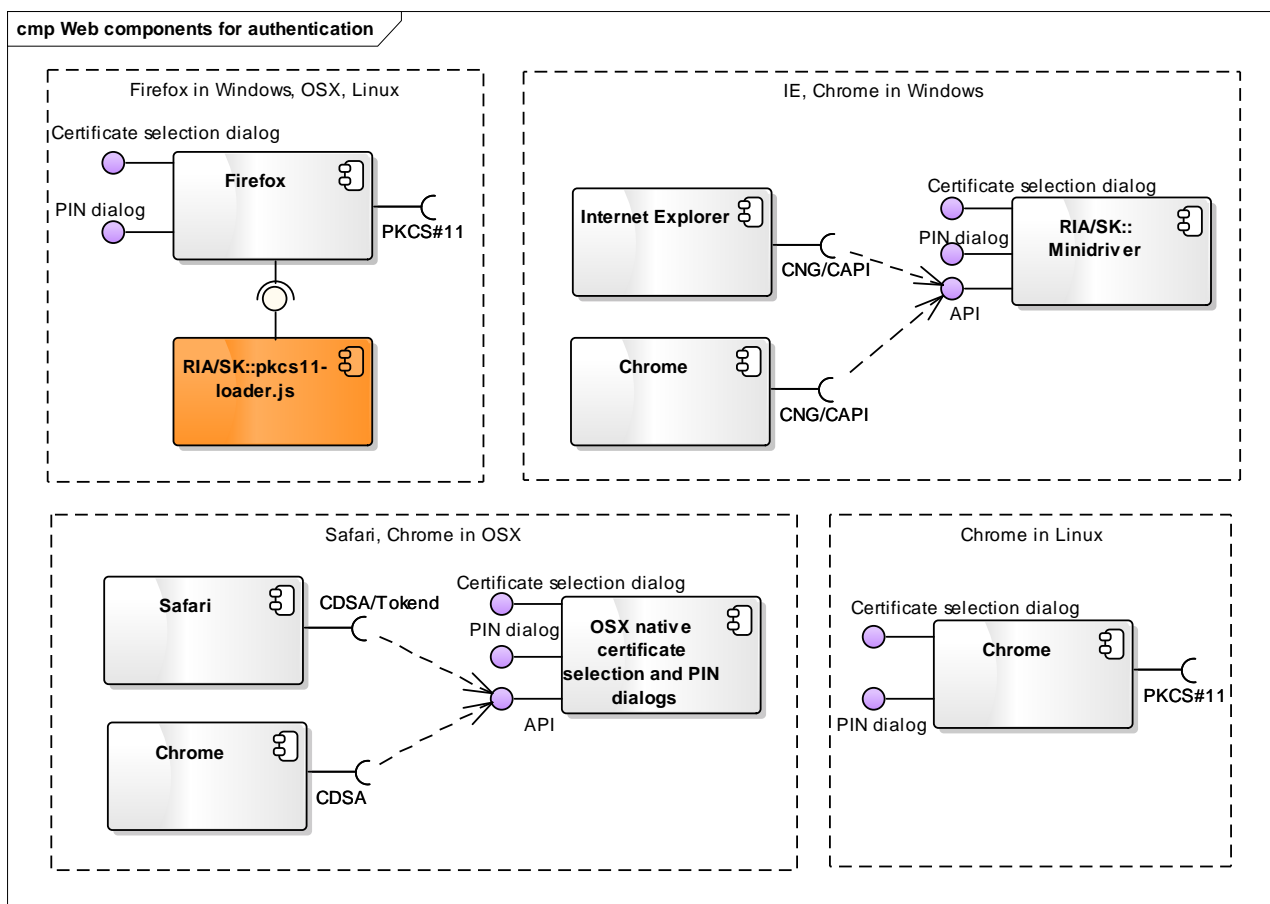 cmp Web components for authentication
Firefox in Windows, OSX, Linux
Certificate selection dialog
Firefox
PIN dialog
PKCS#11
RIA/SK::pkcs11-
loader.js
IE, Chrome in Windows
Internet Explorer
CNG/CAPI
Chrome
CNG/CAPI
Certificate selection dialog
PIN dialog
API
RIA/SK::
Minidriver
Safari, Chrome in OSX
Safari
CDSA/Tokend
Chrome
CDSA
Certificate selection dialog
PIN dialog
API
OSX native
certificate
selection and PIN
dialogs
Chrome in Linux
Certificate selection dialog
Chrome
PIN dialog
PKCS#11